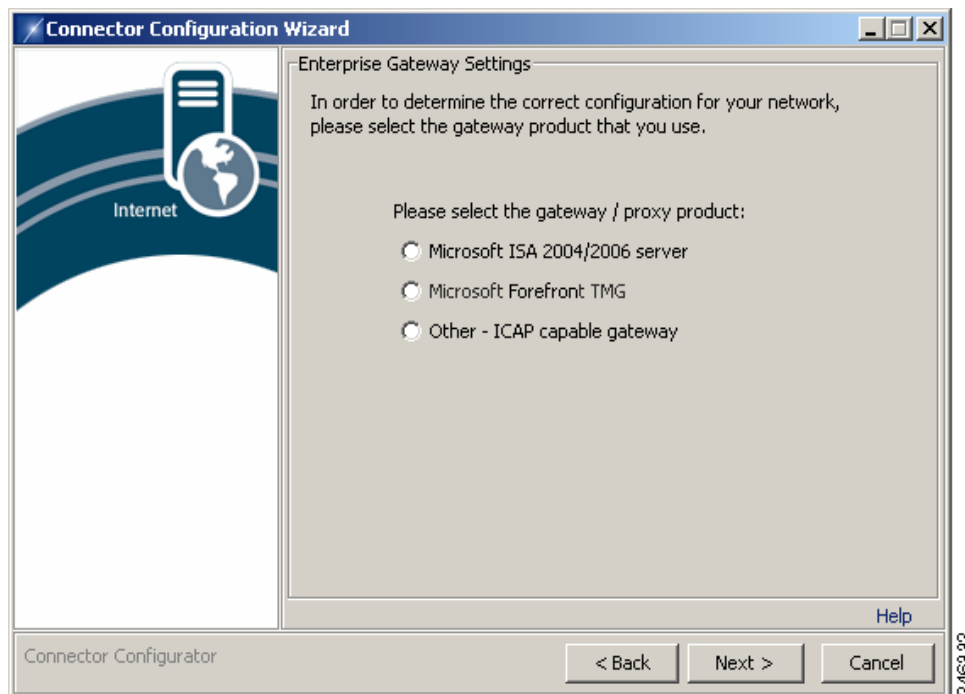 Connector Configuration Wizard
Enterprise Gateway Settings
In order to determine the correct configuration for your network,
please select the gateway product that you use.
Internet
Please select the gateway / proxy product:
Microsoft ISA 2004/2006 server
Microsoft Forefront TMG
Other - ICAP capable gateway
Help
Connector Configurator
< Back
Next >
Cancel